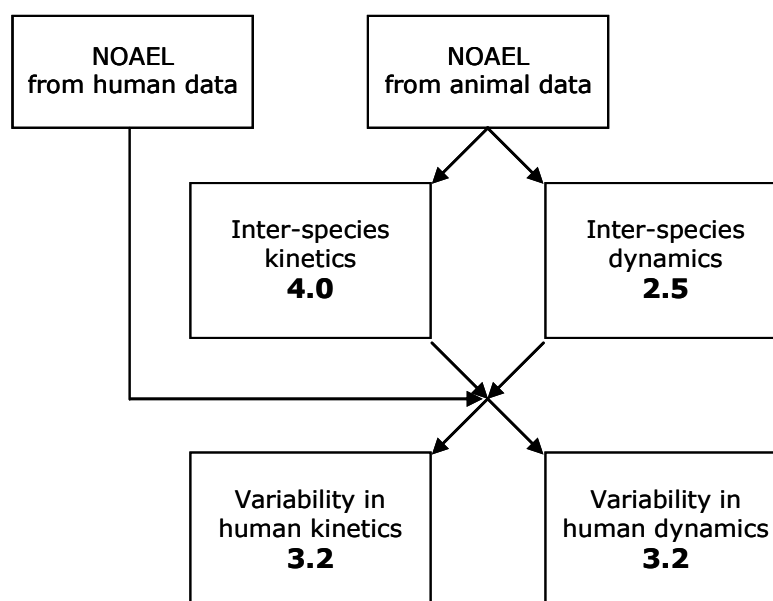 NOAEL
from human data
NOAEL
from animal data
Inter-species
kinetics
4.0
Inter-species
dynamics
2.5
Variability in
human kinetics
3.2
Variability in
human dynamics
3.2